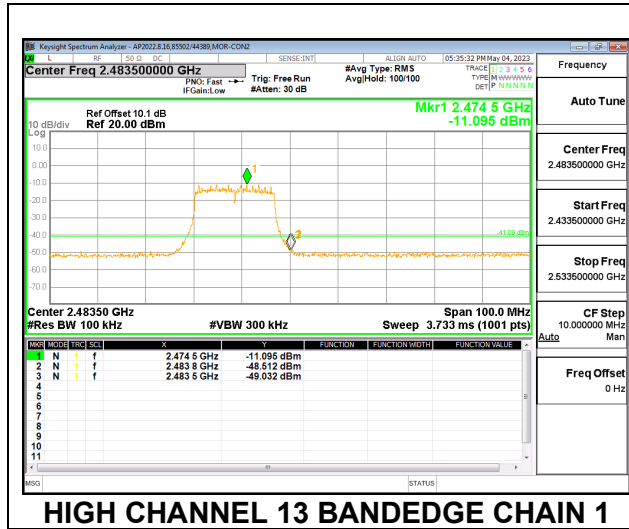 Keysight Spectrum Analyzer - AP2022.8.16,85502/44389,MOR-CON2
L RF 50 Ω DC SENSE:INT ALIGN AUTO 05:35:32 PM May 04, 2023
Center Freq 2.483500000 GHz
PNO: Fast
IFGain:Low
Trig: Free Run
#Atten: 30 dB
#Avg Type: RMS
Avg|Hold: 100/100
TRACE 1 2 3 4 5 6
TYPE M WWWWW
DET P N N N N N
Frequency
Mkr1 2.474 5 GHz
-11.095 dBm
Ref Offset 10.1 dB
10 dB/div Ref 20.00 dBm
Log
10.0
0.00
-10.0
-20.0
-30.0
-40.0
-50.0
-60.0
-70.0
1
2
-41.09 dBm
Center 2.48350 GHz Span 100.0 MHz
#Res BW 100 kHz #VBW 300 kHz Sweep 3.733 ms (1001 pts)
MKR MODE TRC SCL X Y FUNCTION FUNCTION WIDTH FUNCTION VALUE
1 N 1 f 2.474 5 GHz -11.095 dBm
2 N 1 f 2.483 8 GHz -48.512 dBm
3 N 1 f 2.483 5 GHz -49.032 dBm
4
5
6
7
8
9
10
11
MSG STATUS
Auto Tune
Center Freq
2.483500000 GHz
Start Freq
2.433500000 GHz
Stop Freq
2.533500000 GHz
CF Step
10.000000 MHz
Auto Man
Freq Offset
0 Hz
HIGH CHANNEL 13 BANDEDGE CHAIN 1